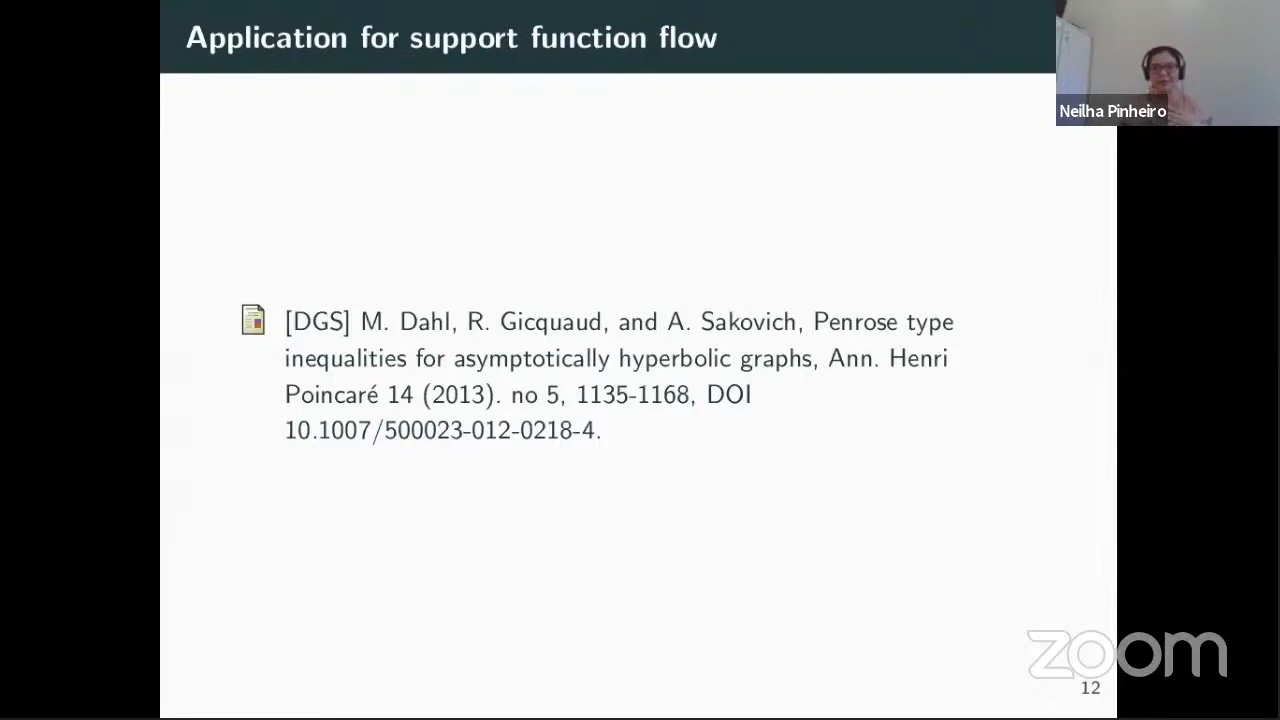 Application for support function flow
Neilha Pinheiro
[DGS] M. Dahl, R. Gicquaud, and A. Sakovich, Penrose type
inequalities for asymptotically hyperbolic graphs, Ann. Henri
Poincaré 14 (2013). no 5, 1135-1168, DOI
10.1007/500023-012-0218-4.
zoom
12